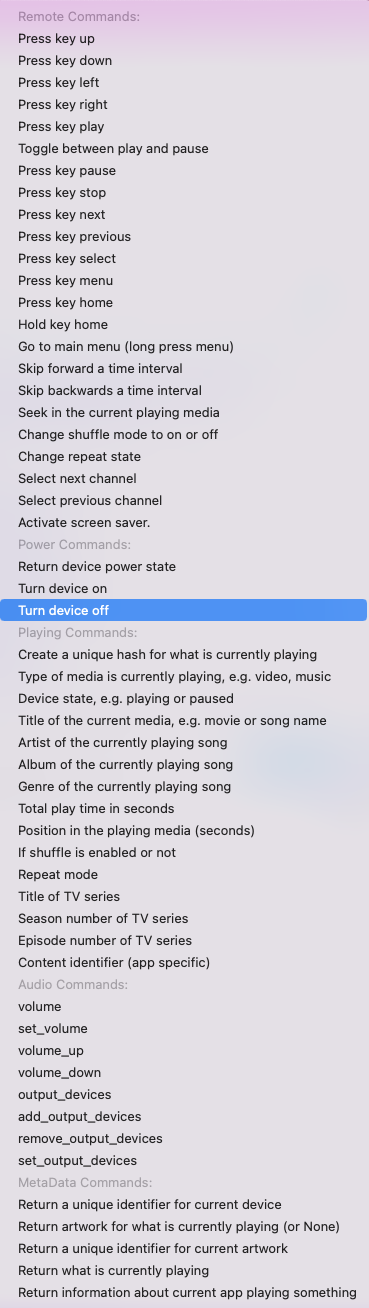 Remote Commands:
Press key up
Press key down
Press key left
Press key right
Press key play
Toggle between play and pause
Press key pause
Press key stop
Press key next
Press key previous
Press key select
Press key menu
Press key home
Hold key home
Go to main menu (long press menu)
Skip forward a time interval
Skip backwards a time interval
Seek in the current playing media
Change shuffle mode to on or off
Change repeat state
Select next channel
Select previous channel
Activate screen saver.
Power Commands:
Return device power state
Turn device on
Turn device off
Playing Commands:
Create a unique hash for what is currently playing
Type of media is currently playing, e.g. video, music
Device state, e.g. playing or paused
Title of the current media, e.g. movie or song name
Artist of the currently playing song
Album of the currently playing song
Genre of the currently playing song
Total play time in seconds
Position in the playing media (seconds)
If shuffle is enabled or not
Repeat mode
Title of TV series
Season number of TV series
Episode number of TV series
Content identifier (app specific)
Audio Commands:
volume
set_volume
volume_up
volume_down
output_devices
add_output_devices
remove_output_devices
set_output_devices
MetaData Commands:
Return a unique identifier for current device
Return artwork for what is currently playing (or None)
Return a unique identifier for current artwork
Return what is currently playing
Return information about current app playing something